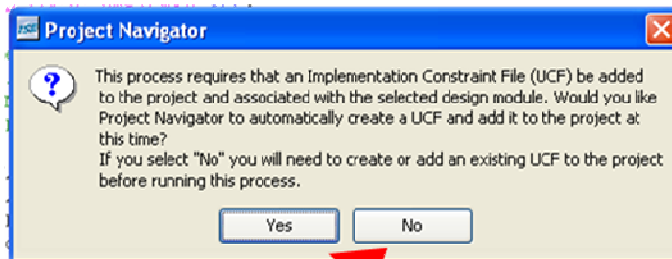 Project Navigator
This process requires that an Implementation Constraint File (UCF) be added
to the project and associated with the selected design module. Would you like
Project Navigator to automatically create a UCF and add it to the project at
this time?
If you select "No" you will need to create or add an existing UCF to the project
before running this process.
Yes No